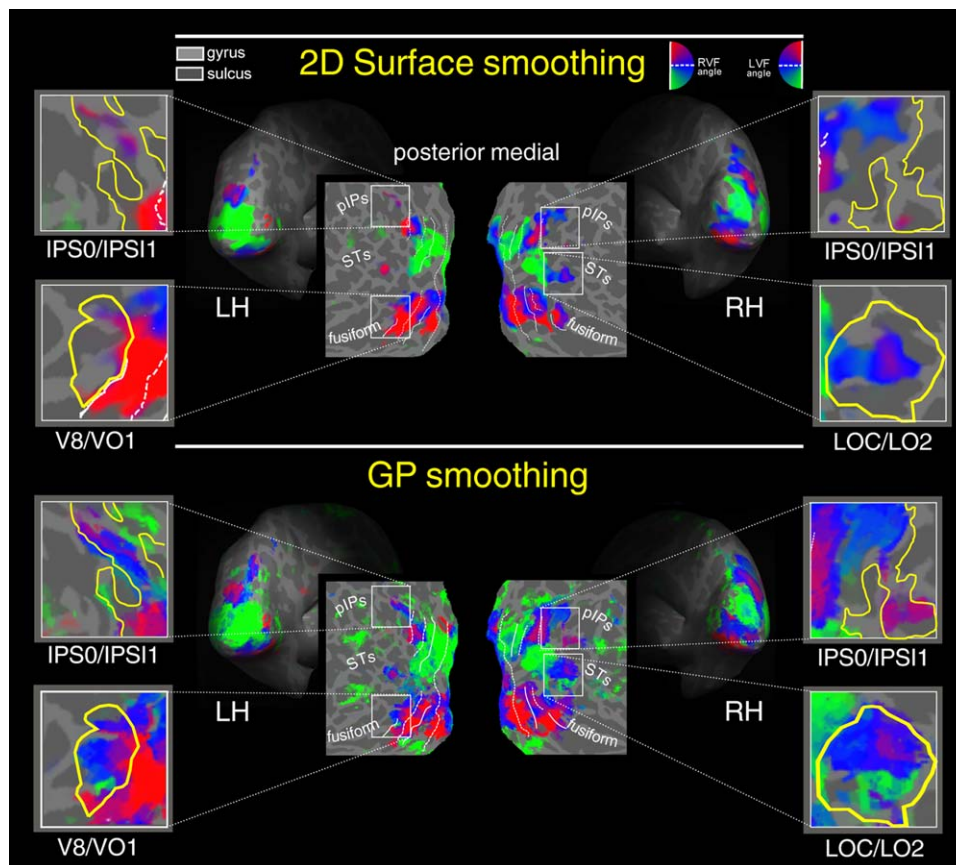 gyrus
sulcus
2D Surface smoothing
RVF
angle
LVF
angle
posterior medial
pIPs
STs
fusiform
pIPs
STs
fusiform
IPS0/IPSI1
IPS0/IPSI1
LH
RH
V8/VO1
LOC/LO2
GP smoothing
pIPs
STs
fusiform
pIPs
STs
fusiform
IPS0/IPSI1
IPS0/IPSI1
LH
RH
V8/VO1
LOC/LO2